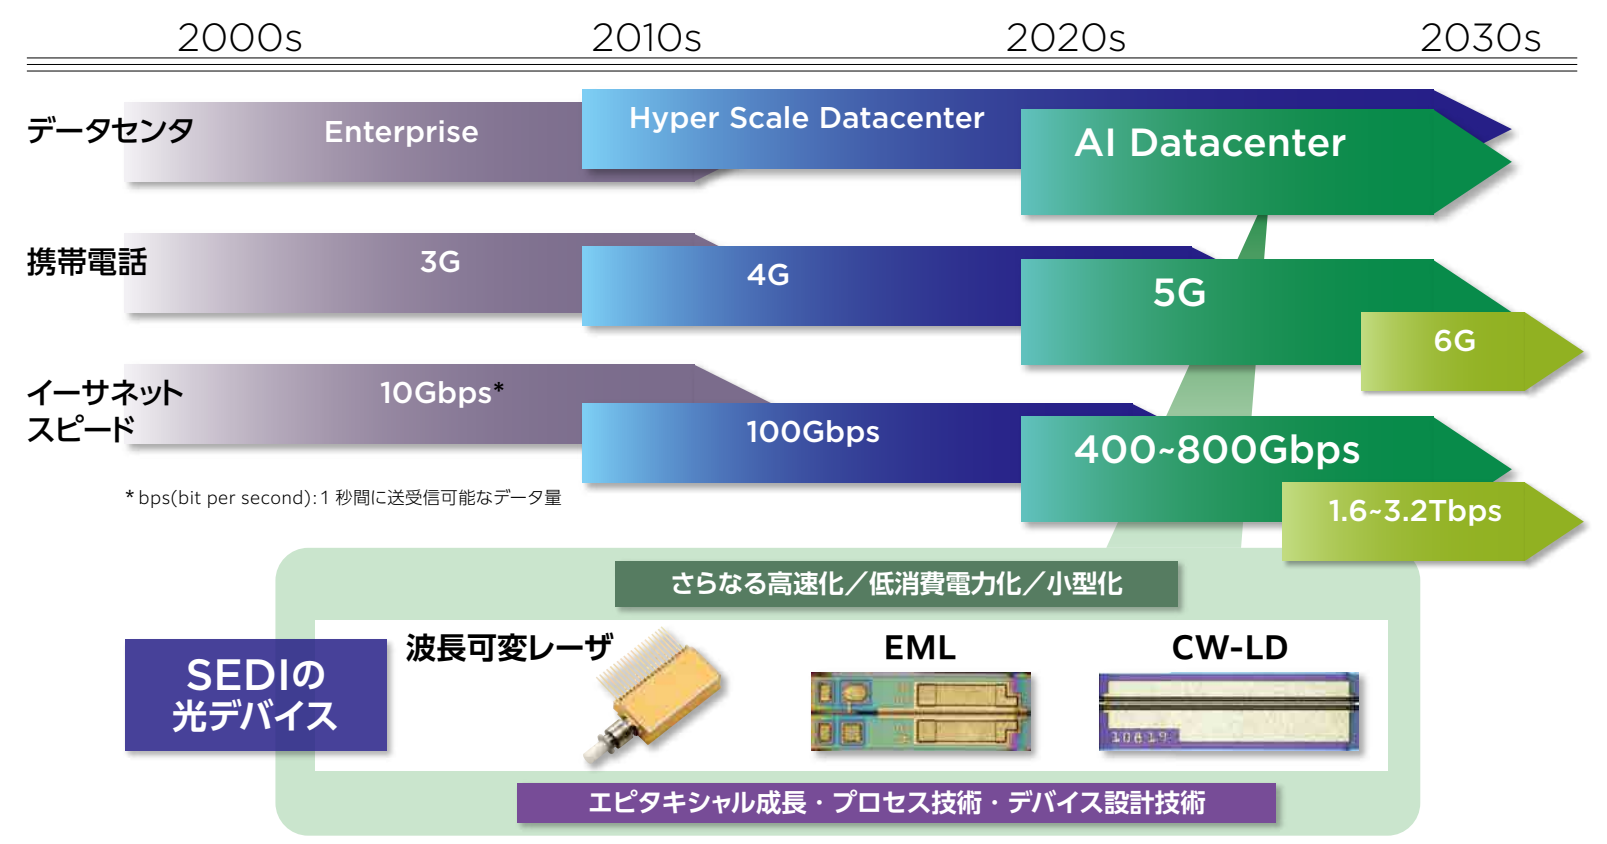 2000s 2010s 2020s 2030s
データセンタ Enterprise Hyper Scale Datacenter AI Datacenter
携帯電話 3G 4G 5G 6G
イーサネット
スピード
10Gbps* 100Gbps 400~800Gbps 1.6~3.2Tbps
* bps(bit per second):1 秒間に送受信可能なデータ量
さらなる高速化／低消費電力化／小型化
SEDIの
光デバイス
波長可変レーザ EML CW-LD
10819
エピタキシャル成長・プロセス技術・デバイス設計技術